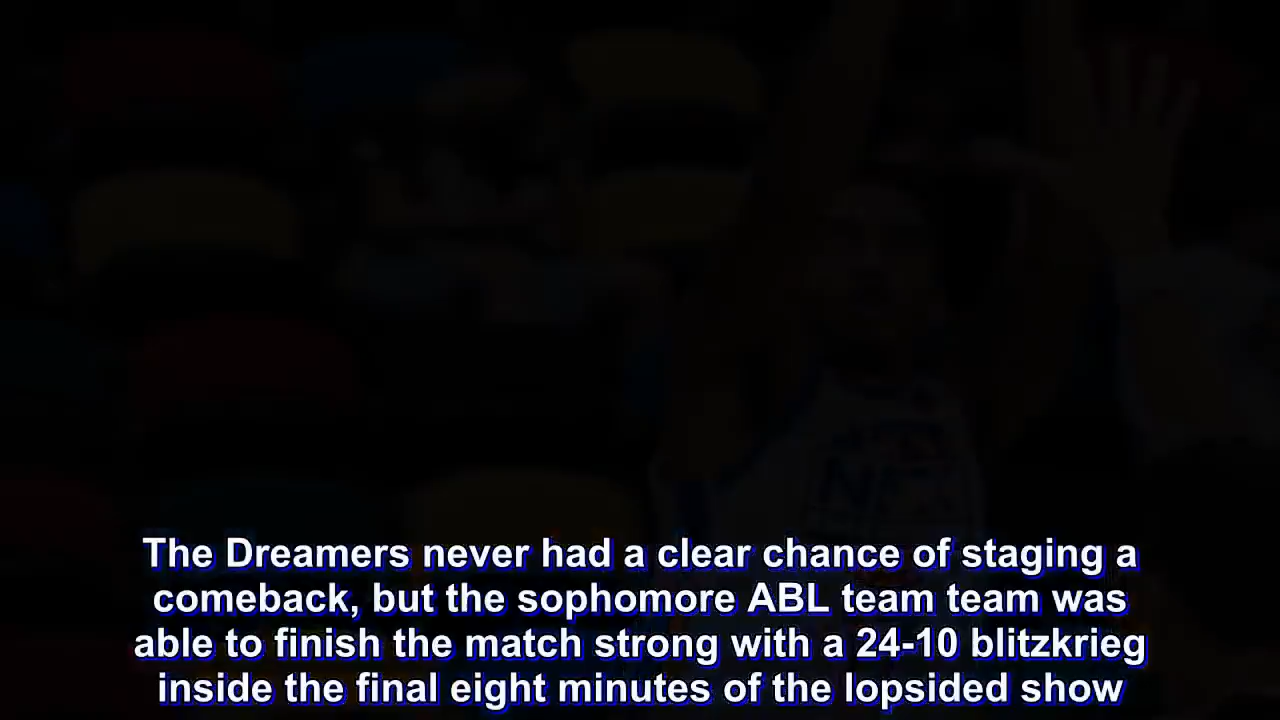 The Dreamers never had a clear chance of staging a
comeback, but the sophomore ABL team team was
able to finish the match strong with a 24-10 blitzkrieg
inside the final eight minutes of the lopsided show